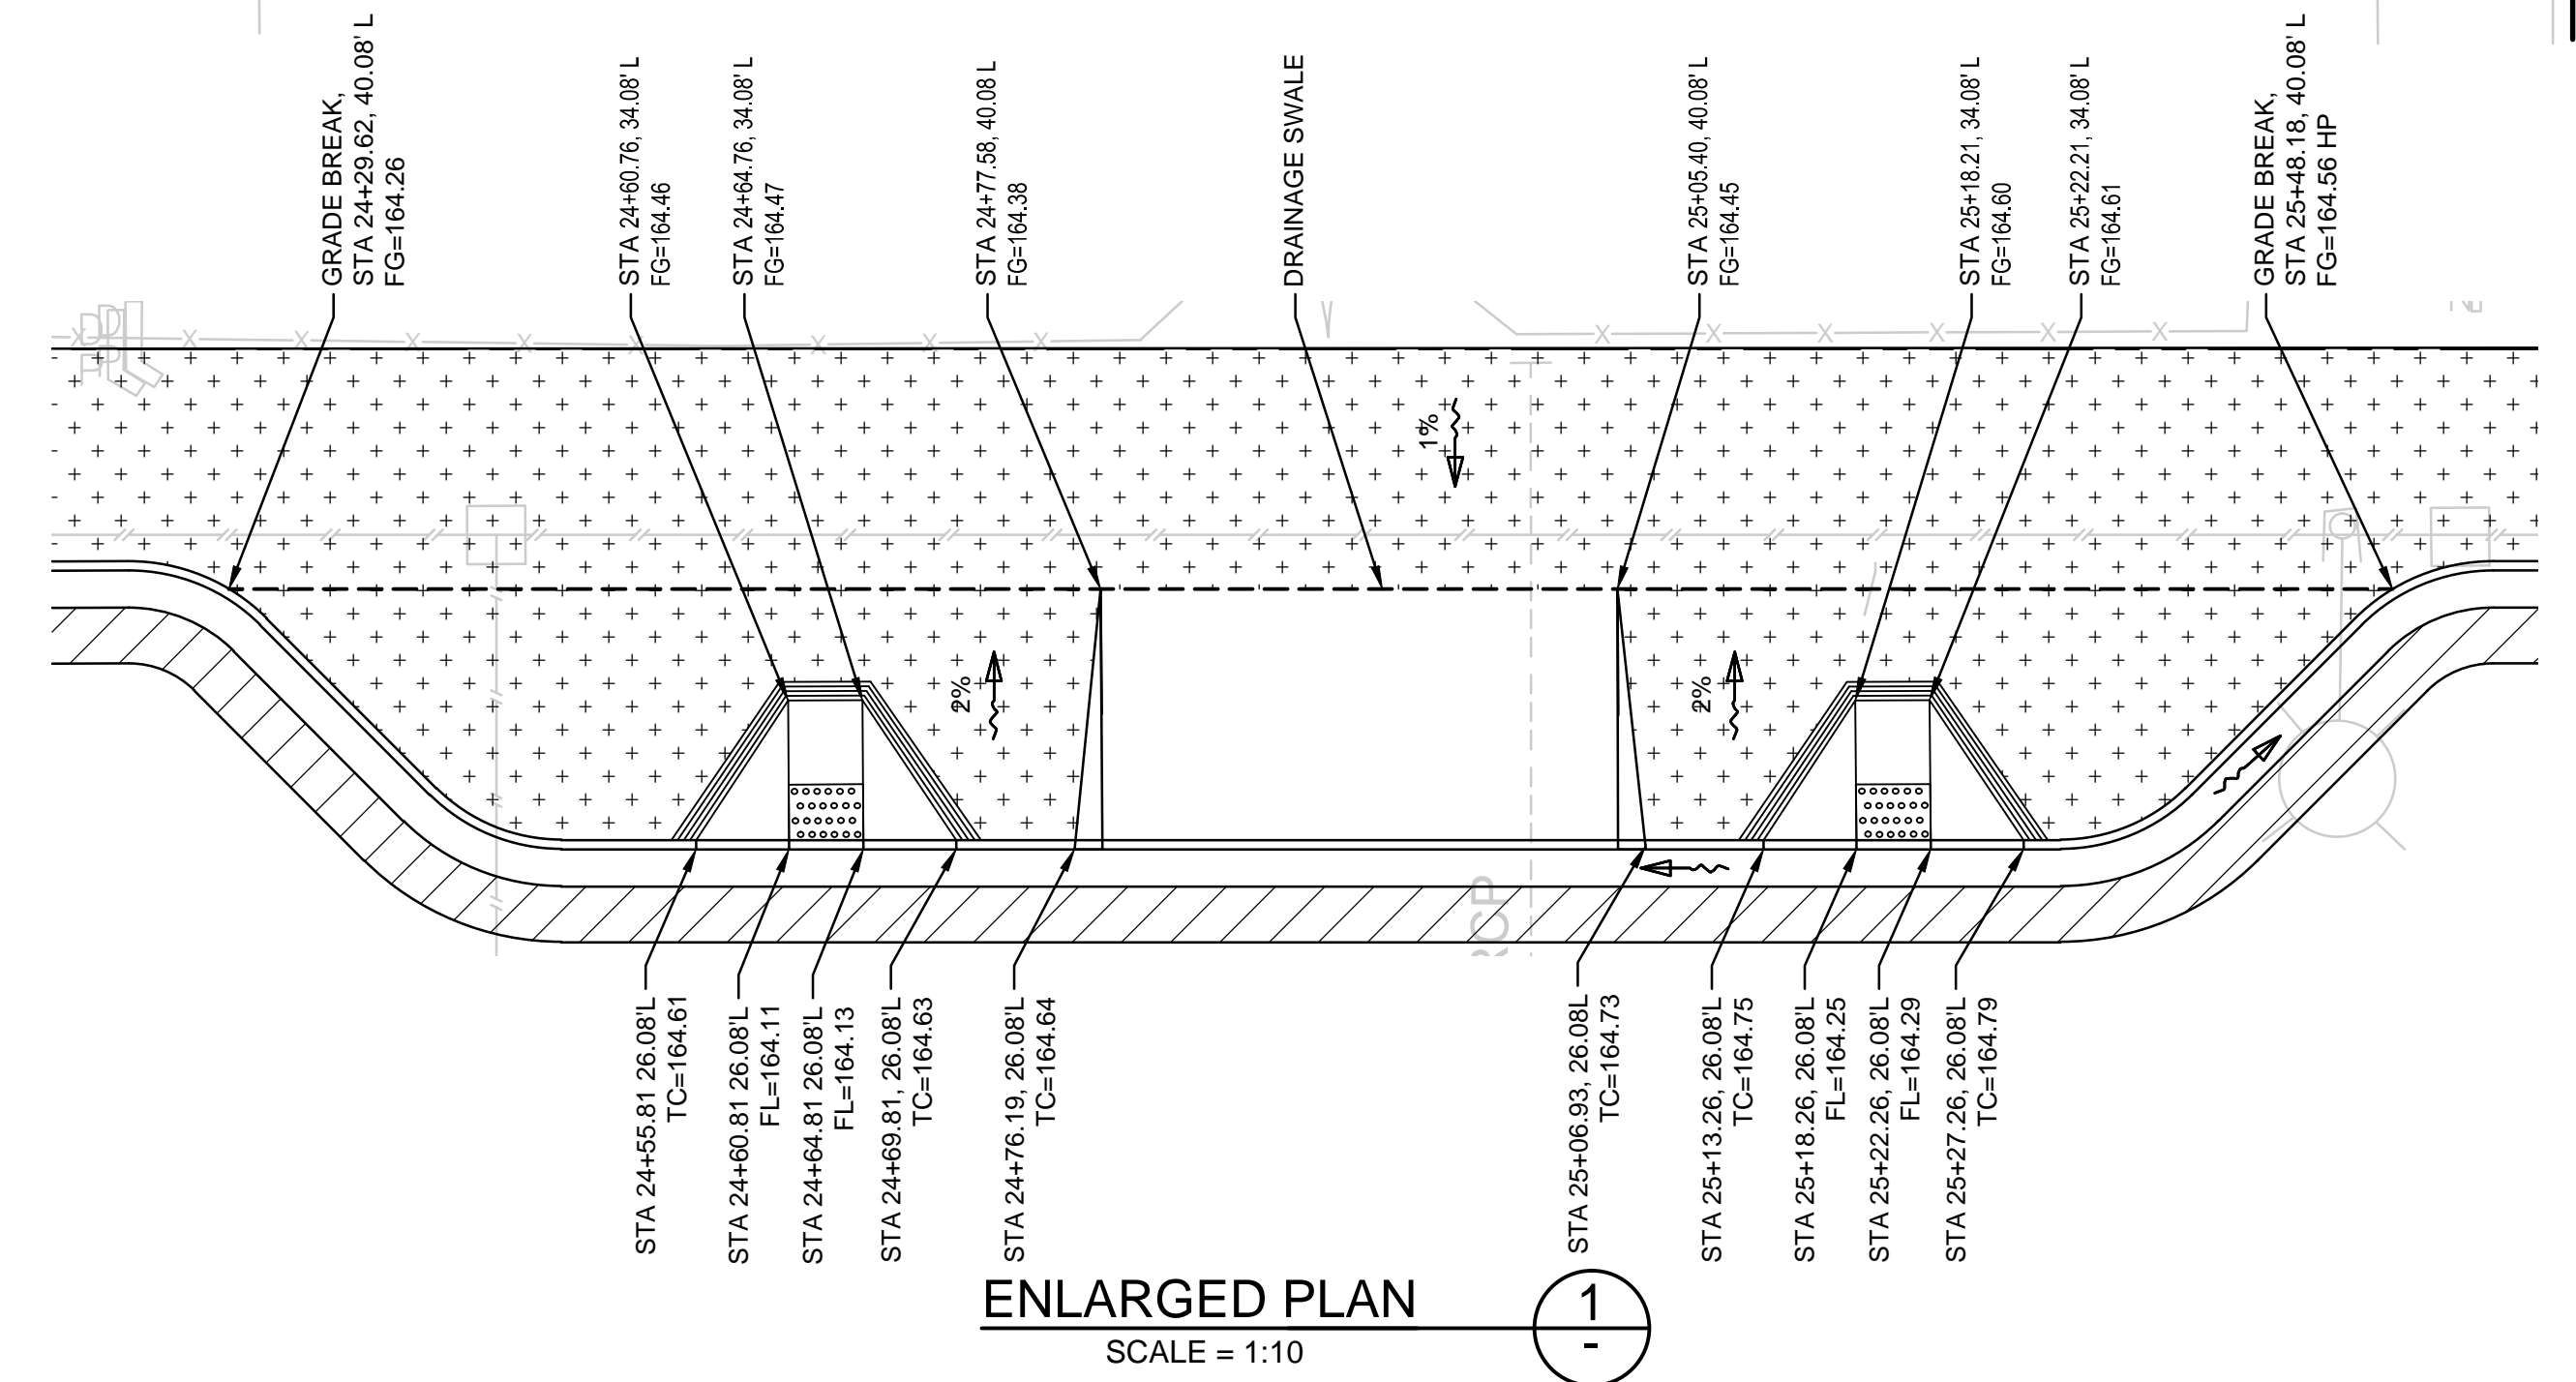 GRADE BREAK,
STA 24+29.62, 40.08' L
FG=164.26
STA 24+60.76, 34.08' L
FG=164.46
STA 24+64.76, 34.08' L
FG=164.47
STA 24+77.58, 40.08 L
FG=164.38
DRAINAGE SWALE
STA 25+05.40, 40.08' L
FG=164.45
STA 25+18.21, 34.08' L
FG=164.60
STA 25+22.21, 34.08' L
FG=164.61
GRADE BREAK,
STA 25+48.18, 40.08' L
FG=164.56 HP
1%
2%
2%
RCP
STA 24+55.81 26.08'L
TC=164.61
STA 24+60.81 26.08'L
FL=164.11
STA 24+64.81 26.08'L
FL=164.13
STA 24+69.81, 26.08'L
TC=164.63
STA 24+76.19, 26.08'L
TC=164.64
STA 25+06.93, 26.08L
TC=164.73
STA 25+13.26, 26.08'L
TC=164.75
STA 25+18.26, 26.08'L
FL=164.25
STA 25+22.26, 26.08'L
FL=164.29
STA 25+27.26, 26.08'L
TC=164.79
ENLARGED PLAN
SCALE = 1:10
1
-